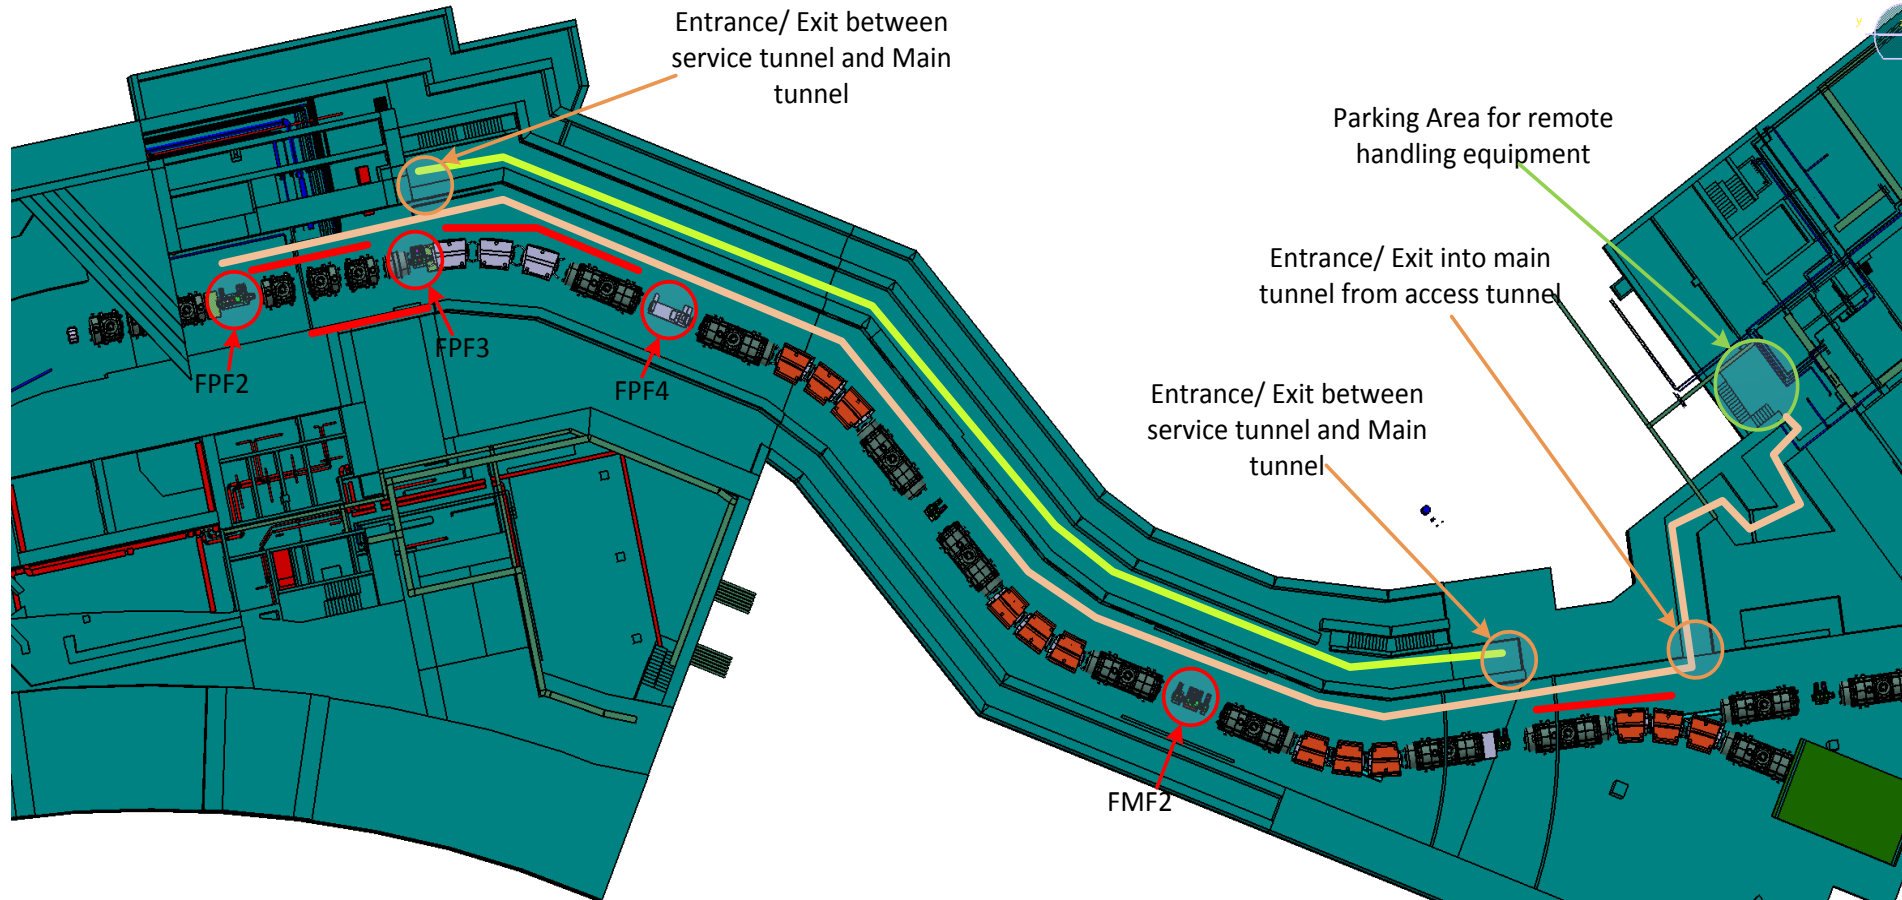 Entrance/ Exit between
service tunnel and Main
tunnel
y
Parking Area for remote
handling equipment
Entrance/ Exit into main
tunnel from access tunnel
Entrance/ Exit between
service tunnel and Main
tunnel
FPF3
FPF2
FPF4
FMF2